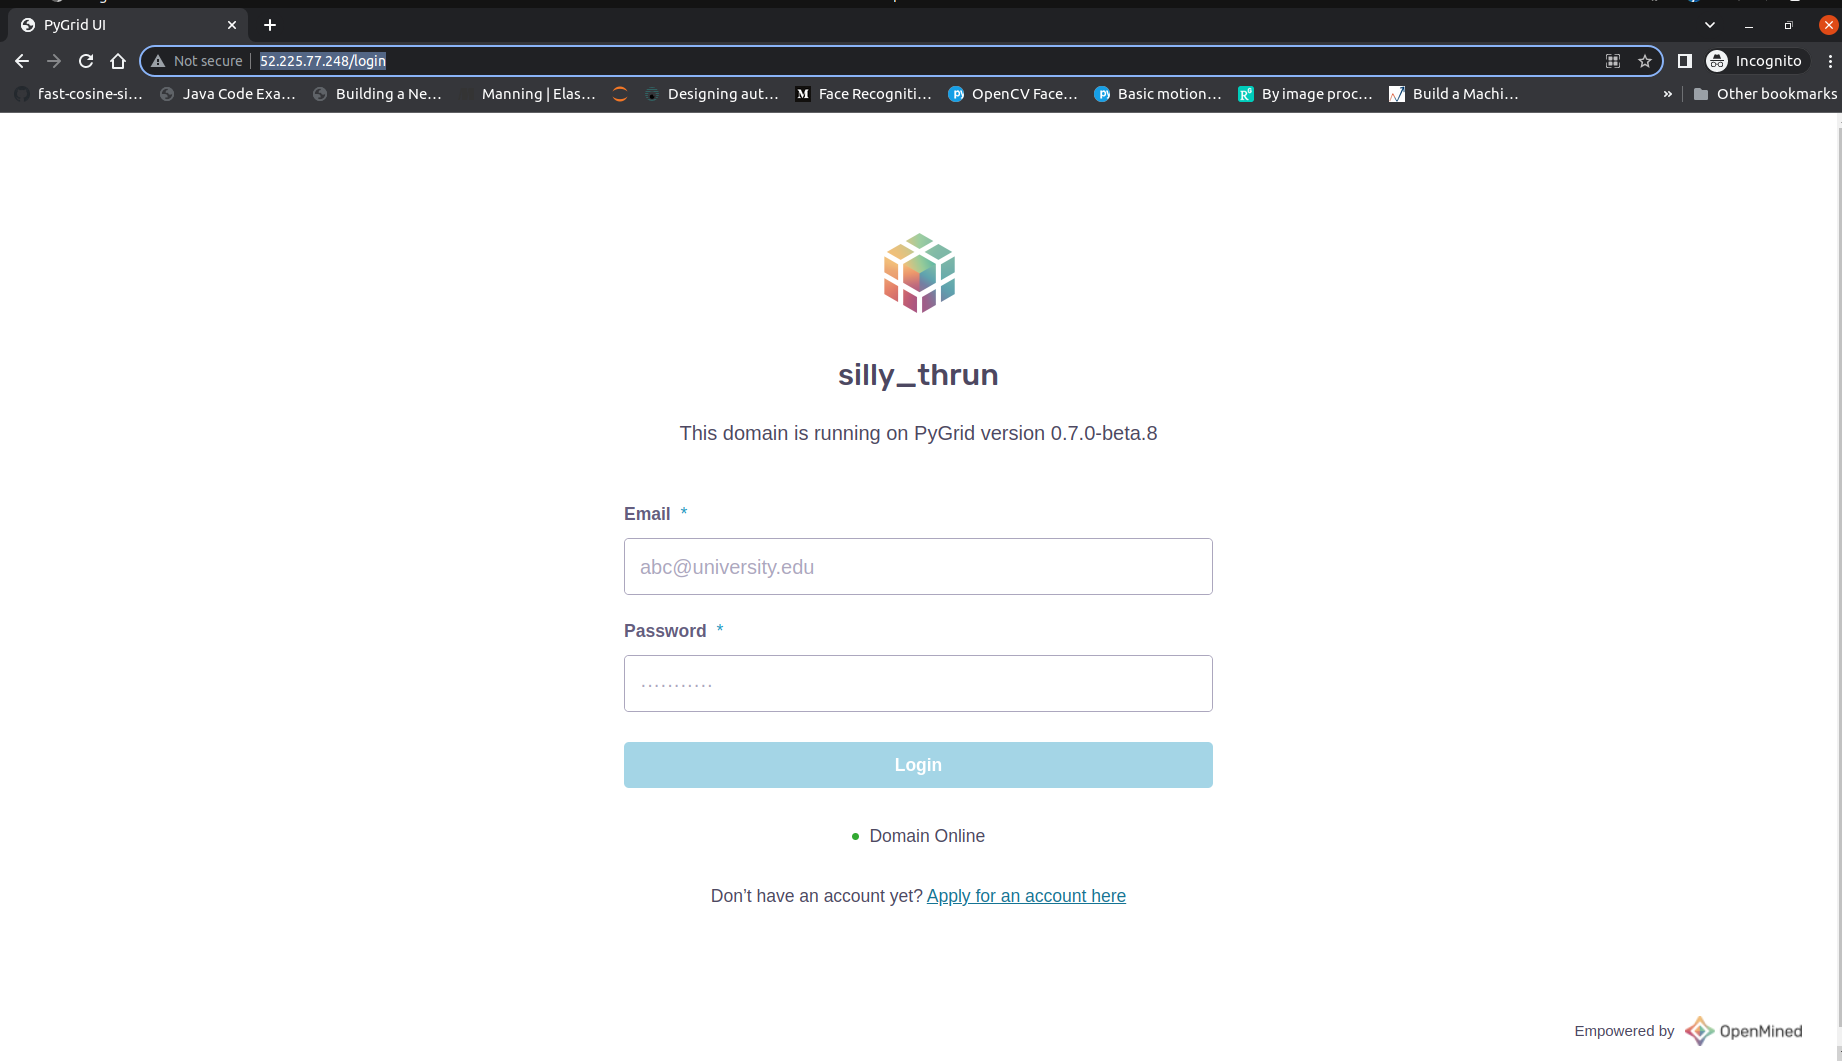 PyGrid UI
Not secure 52.225.77.248/login Incognito
fast-cosine-si... Java Code Exa... Building a Ne... Manning | Elas... Designing aut... Face Recogniti... OpenCV Face... Basic motion... By image proc... Build a Machi... » Other bookmarks
silly_thrun
This domain is running on PyGrid version 0.7.0-beta.8
Email *
abc@university.edu
Password *
···········
Login
Domain Online
Don’t have an account yet? Apply for an account here
Empowered by OpenMined